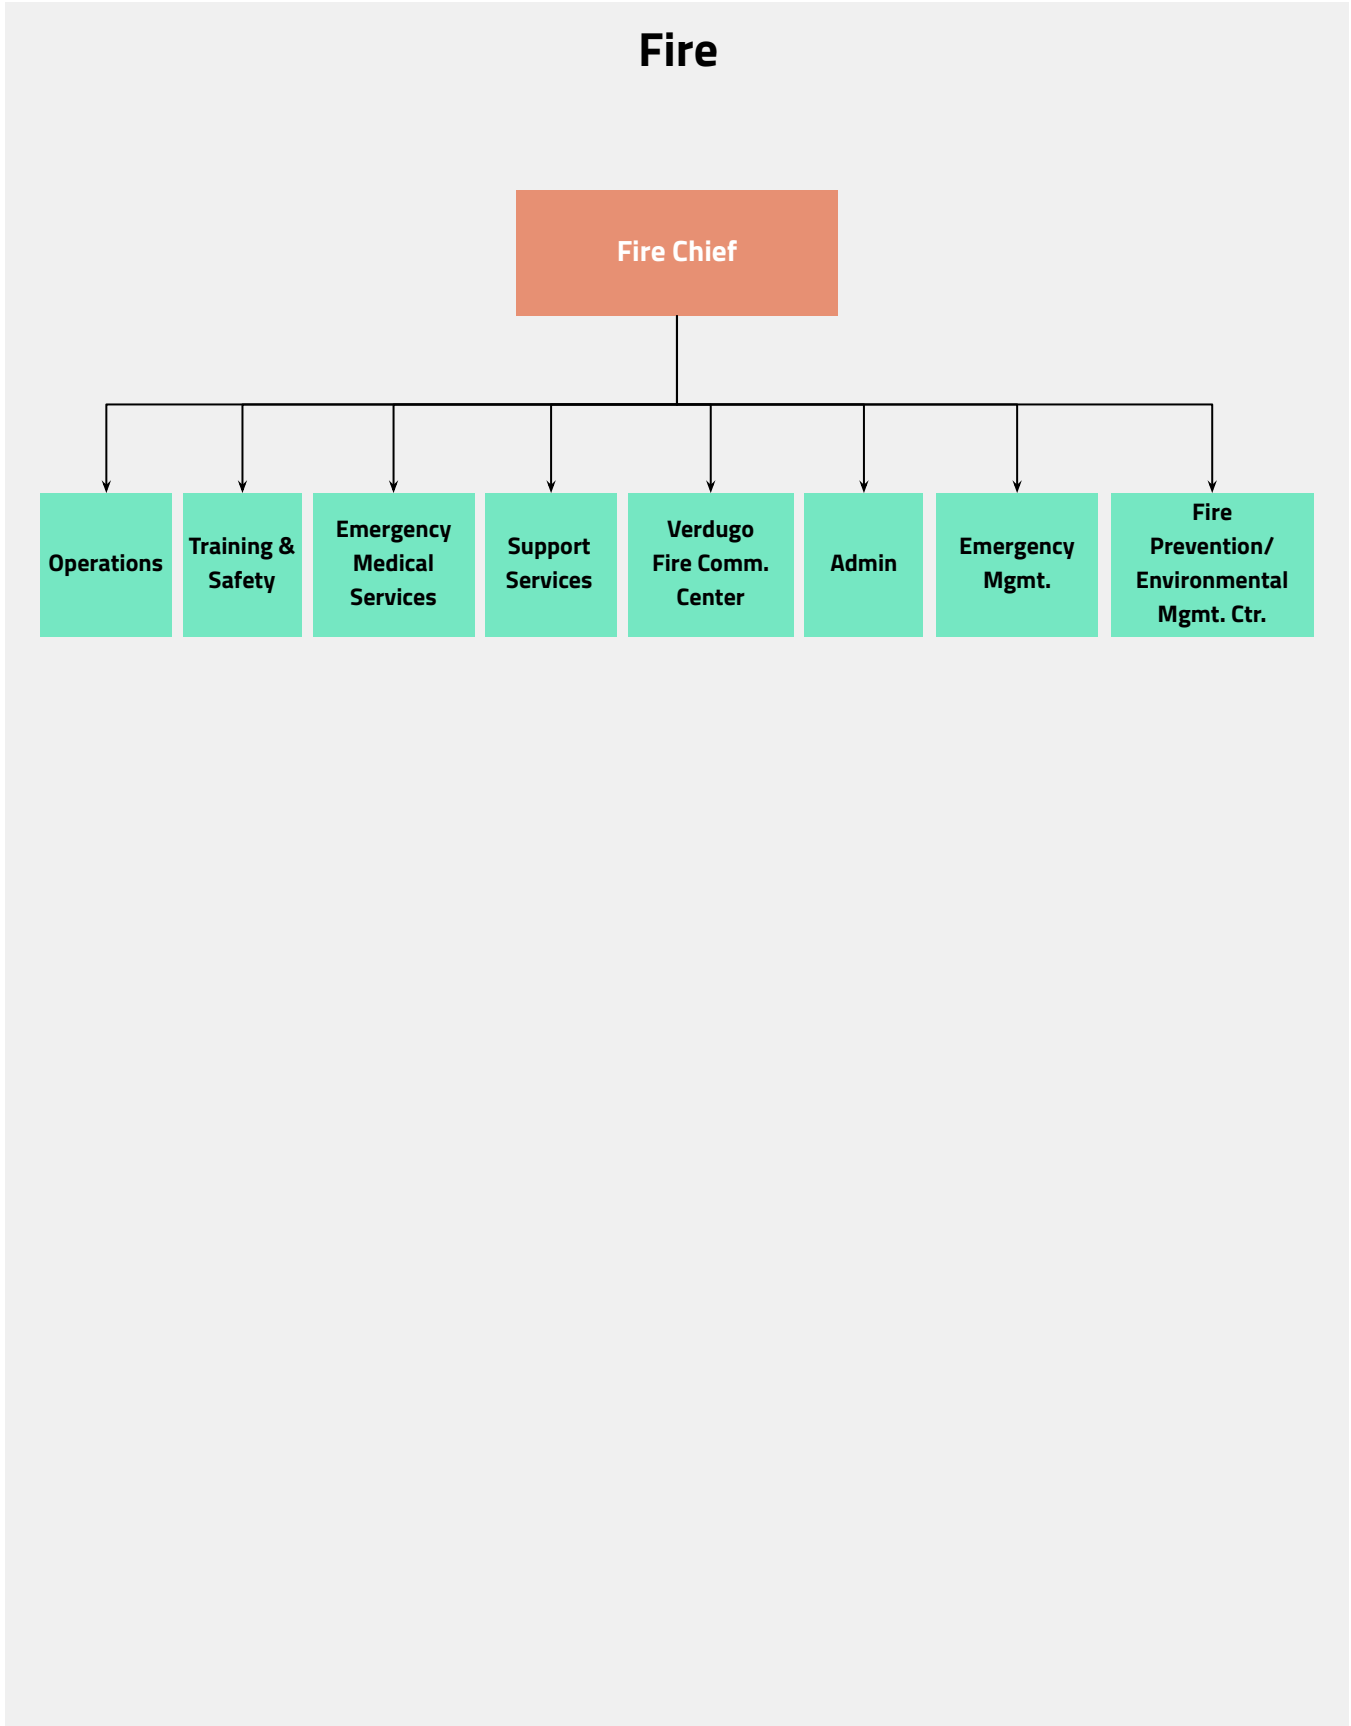 Fire
Fire Chief
Operations
Training &
Safety
Emergency
Medical
Services
Support
Services
Verdugo
Fire Comm.
Center
Admin
Emergency
Mgmt.
Fire
Prevention/
Environmental
Mgmt. Ctr.